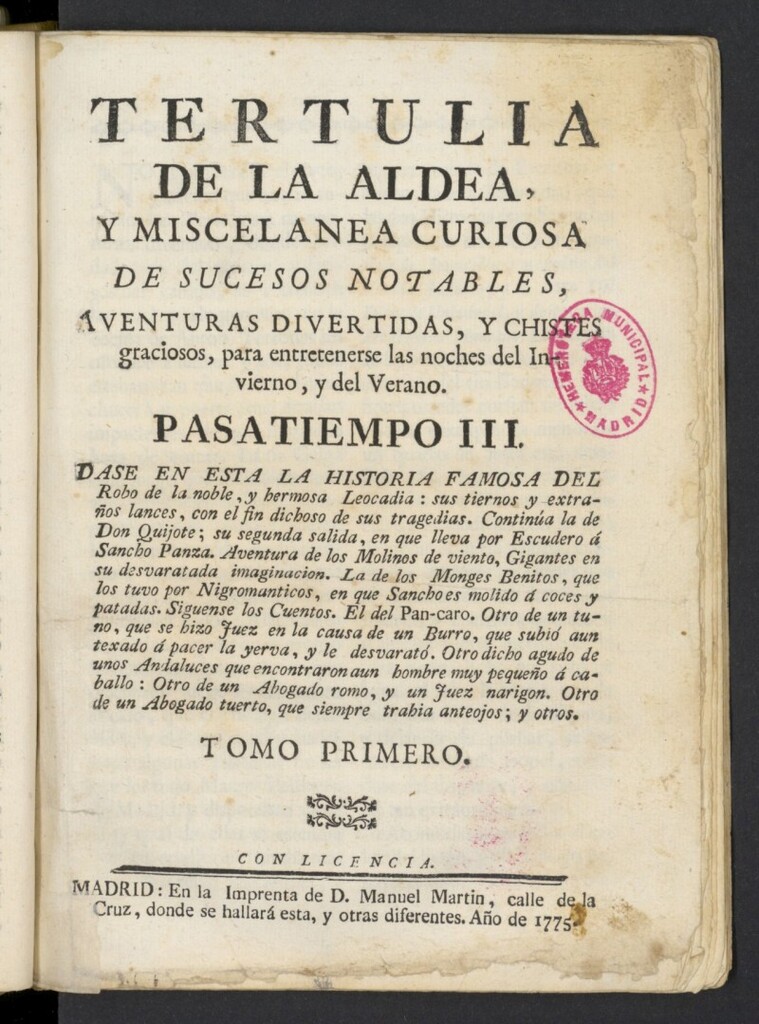 TERTULIA
DE LA ALDEA,
Y MISCELANEA CURIOSA
DE SUCESOS NOTABLES,
AVENTURAS DIVERTIDAS, Y CHISTES
graciosos, para entretenerse las noches del In-
vierno, y del Verano.
PASATIEMPO III.
DASE EN ESTA LA HISTORIA FAMOSA DEL
Robo de la noble, y hermosa Leocadia: sus tiernos y extra-
ños lances, con el fin dichoso de sus tragedias. Continúa la de
Don Quijote; su segunda salida, en que lleva por Escudero á
Sancho Panza. Aventura de los Molinos de viento, Gigantes en
su desvaratada imaginacion. La de los Monges Benitos, que
los tuvo por Nigromanticos, en que Sancho es molido á coces y
patadas. Siguense los Cuentos. El del Pan-caro. Otro de un tu-
no, que se hizo Juez en la causa de un Burro, que subió aun
texado á pacer la yerva, y le desvarató. Otro dicho agudo de
unos Andaluces que encontraron aun hombre muy pequeño á ca-
ballo: Otro de un Abogado romo, y un Juez narigon. Otro
de un Abogado tuerto, que siempre trahia anteojos; y otros.
TOMO PRIMERO.
CON LICENCIA.
MADRID: En la Imprenta de D. Manuel Martin, calle de la
Cruz, donde se hallará esta, y otras diferentes. Año de 1775.
HEMEROTECA MUNICIPAL
MADRID